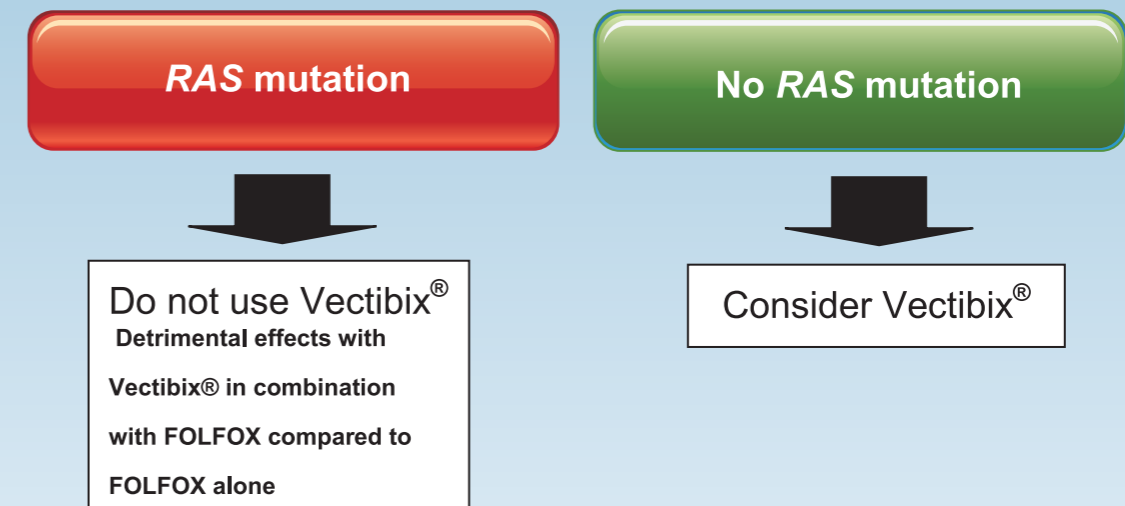 RAS mutation
No RAS mutation
Do not use Vectibix®
Detrimental effects with
Vectibix® in combination
with FOLFOX compared to
FOLFOX alone
Consider Vectibix®